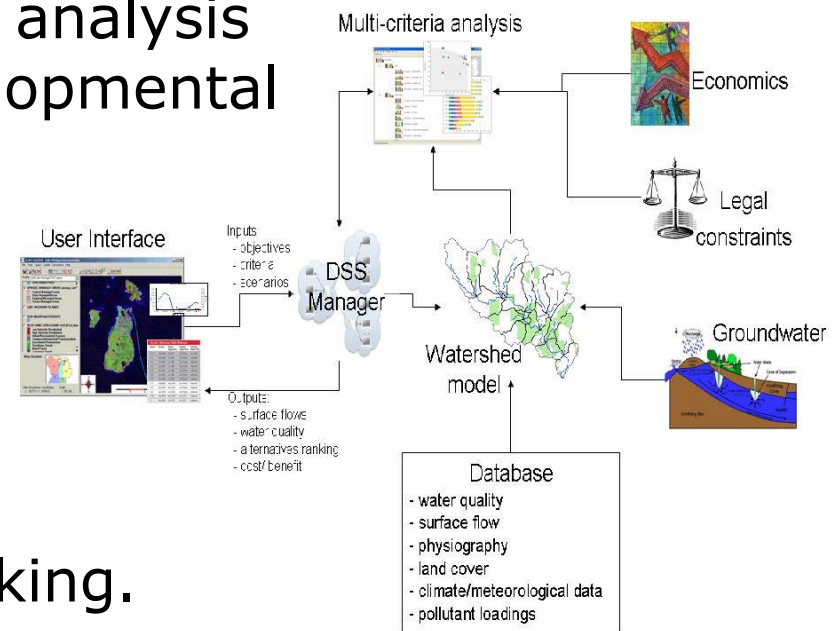 analysis
opmental
king.
Multi-criteria analysis
Economics
Legal
constraints
User Interface
Inputs
- objectives
- criteria
- scenarios
DSS
Manager
Watershed
model
Groundwater
Outputs:
- surface flows
- water quality
- alternatives ranking
- cost/ benefit
Database
- water quality
- surface flow
- physiography
- land cover
- climate/meteorological data
- pollutant loadings